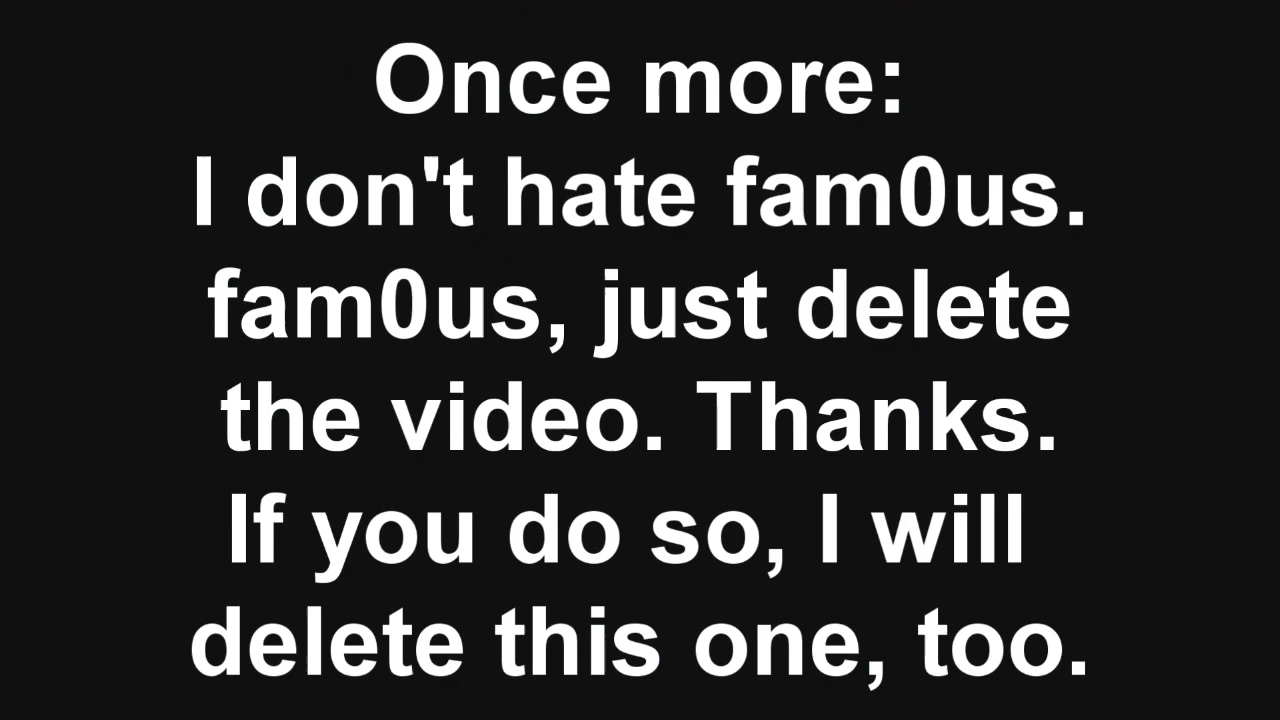 Once more:
I don't hate fam0us.
fam0us, just delete
the video. Thanks.
If you do so, I will
delete this one, too.